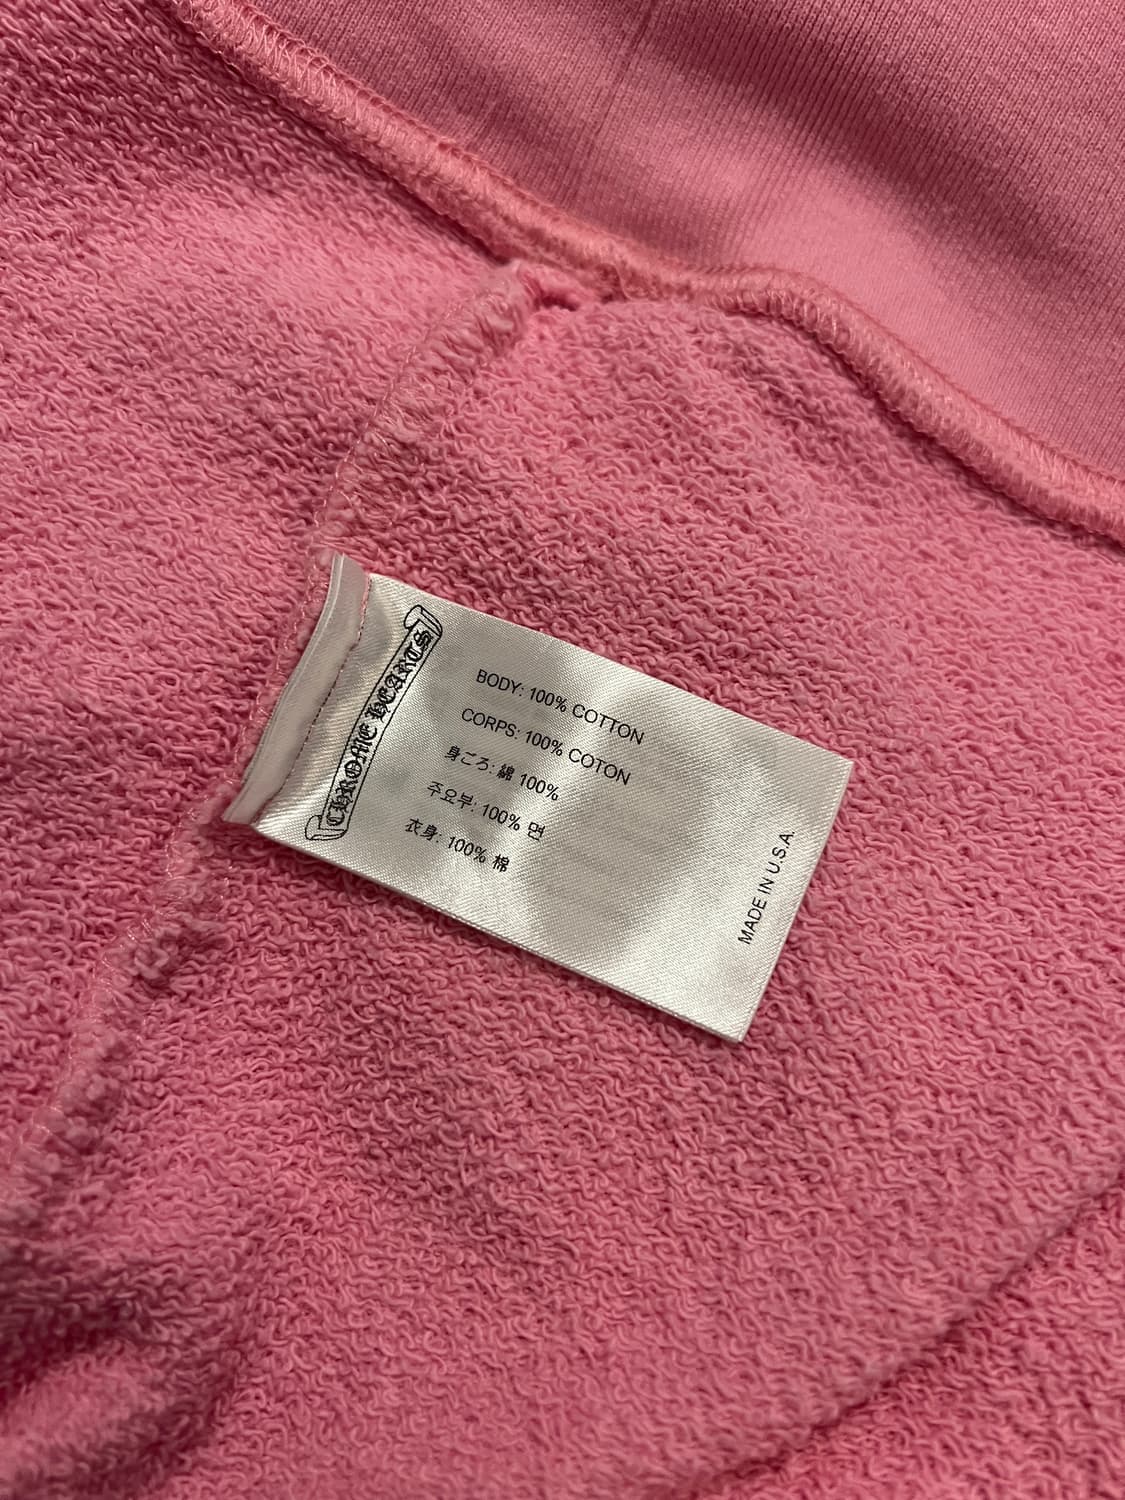 CHROME HEARTS
BODY: 100% COTTON
CORPS: 100% COTON
身ごろ: 綿 100%
주요부: 100% 면
衣身: 100% 棉
MADE IN U.S.A.